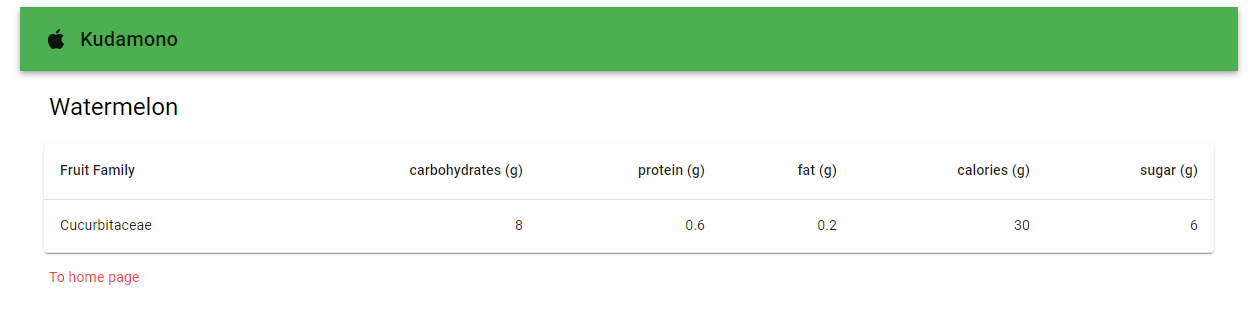 Kudamono
Watermelon
Fruit Family carbohydrates (g) protein (g) fat (g) calories (g) sugar (g)
Cucurbitaceae 8 0.6 0.2 30 6
To home page